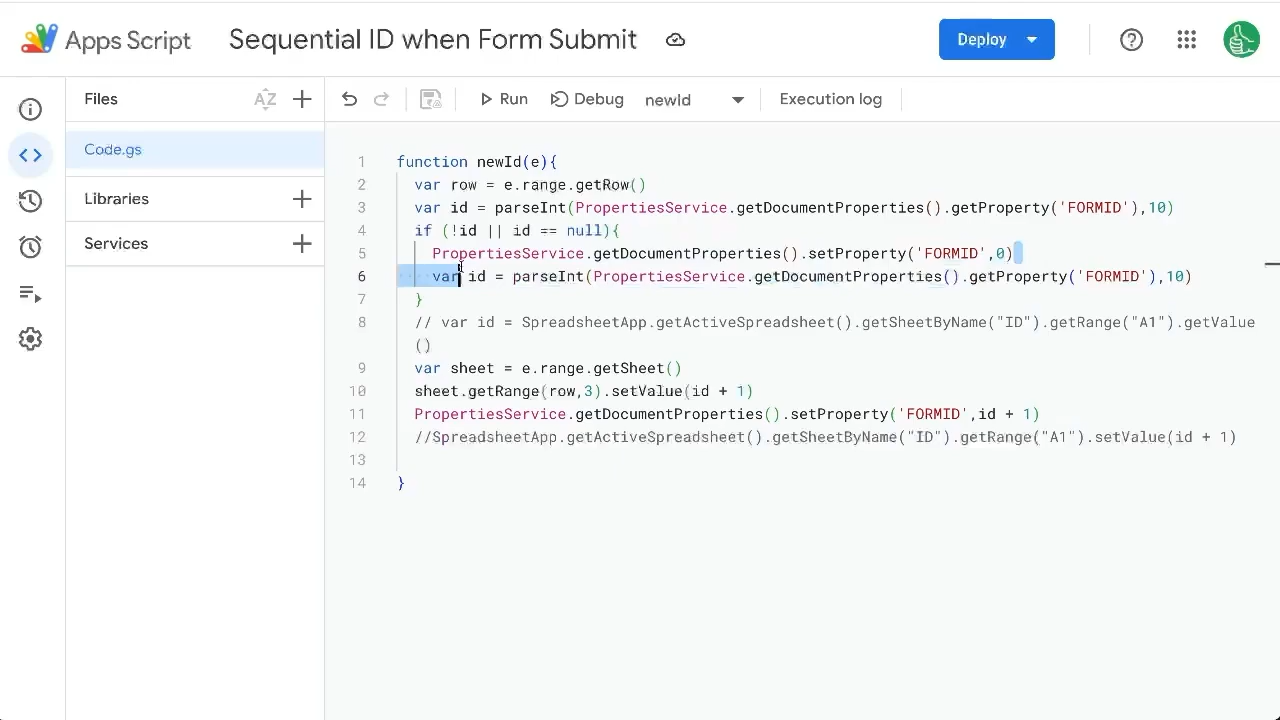 Apps Script
Sequential ID when Form Submit
Deploy
Files
AZ
Run
Debug
newId
Execution log
Code.gs
Libraries
Services
1 function newId(e){
2 var row = e.range.getRow()
3 var id = parseInt(PropertiesService.getDocumentProperties().getProperty('FORMID'),10)
4 if (!id || id == null){
5 PropertiesService.getDocumentProperties().setProperty('FORMID',0)
6 var id = parseInt(PropertiesService.getDocumentProperties().getProperty('FORMID'),10)
7 }
8 // var id = SpreadsheetApp.getActiveSpreadsheet().getSheetByName("ID").getRange("A1").getValue
()
9 var sheet = e.range.getSheet()
10 sheet.getRange(row,3).setValue(id + 1)
11 PropertiesService.getDocumentProperties().setProperty('FORMID',id + 1)
12 //SpreadsheetApp.getActiveSpreadsheet().getSheetByName("ID").getRange("A1").setValue(id + 1)
13
14 }